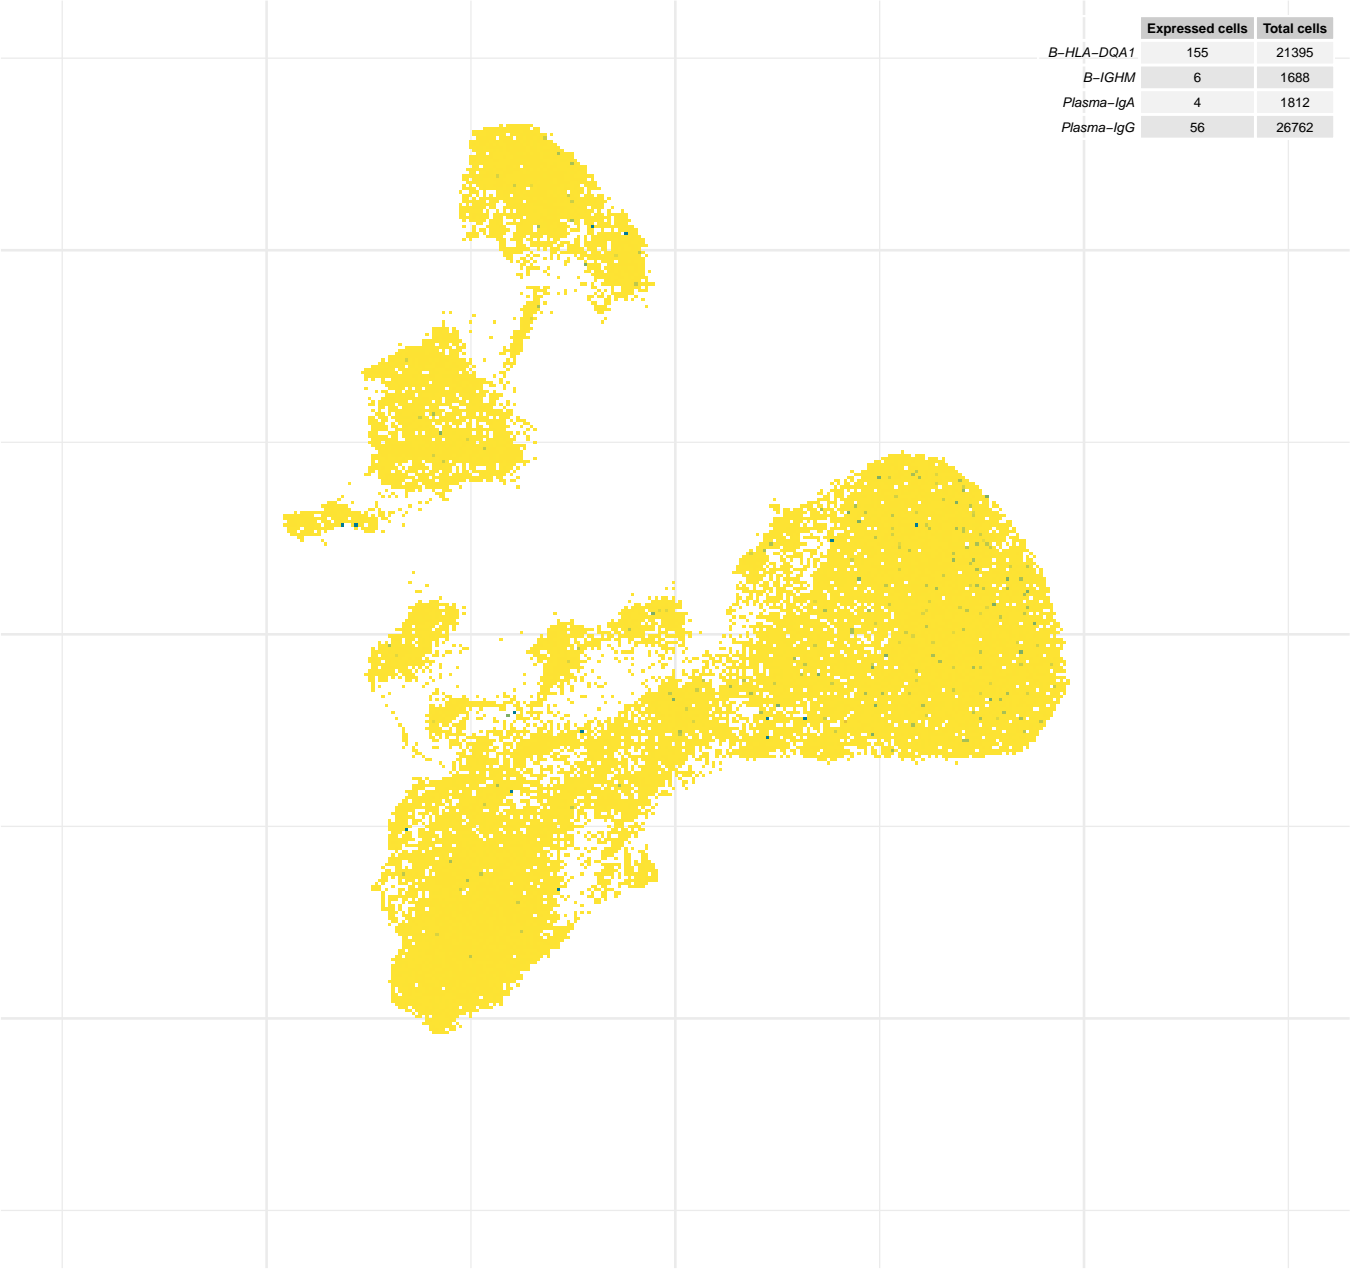 Expressed cells Total cells
B−HLA−DQA1 155 21395
B−IGHM 6 1688
Plasma−IgA 4 1812
Plasma−IgG 56 26762